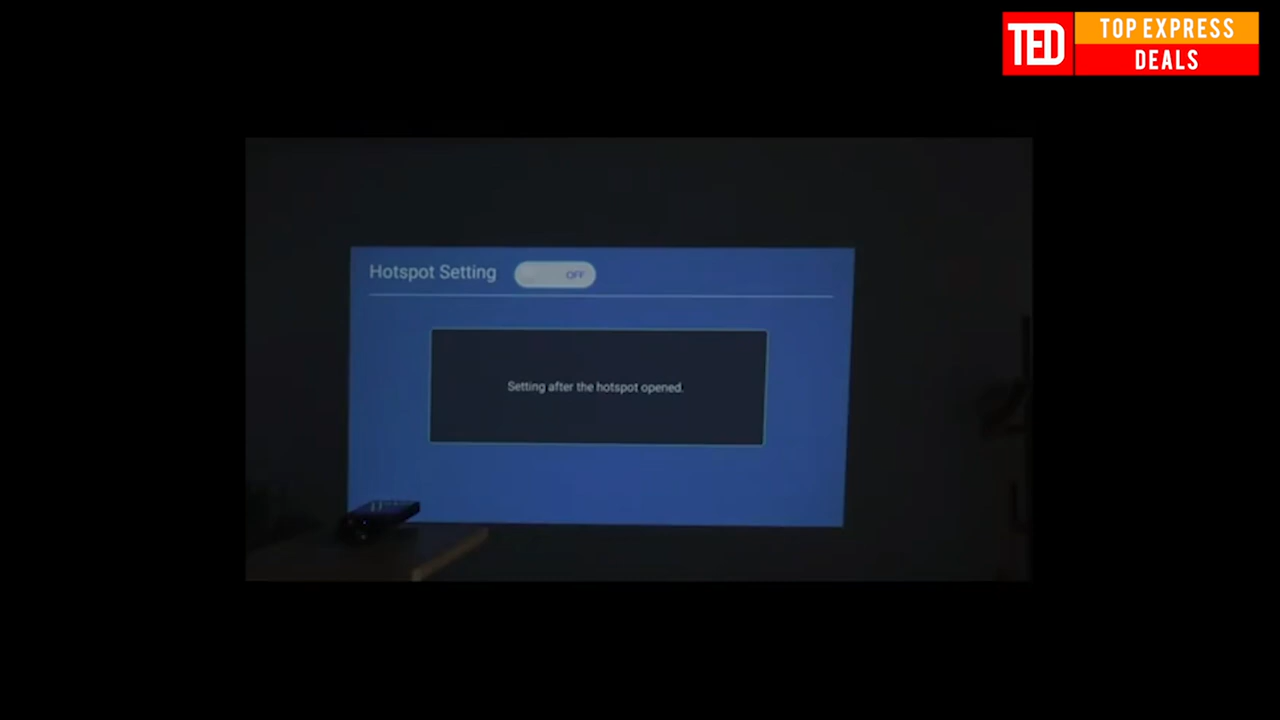 TED
TOP EXPRESS
DEALS
Hotspot Setting
OFF
Setting after the hotspot opened.